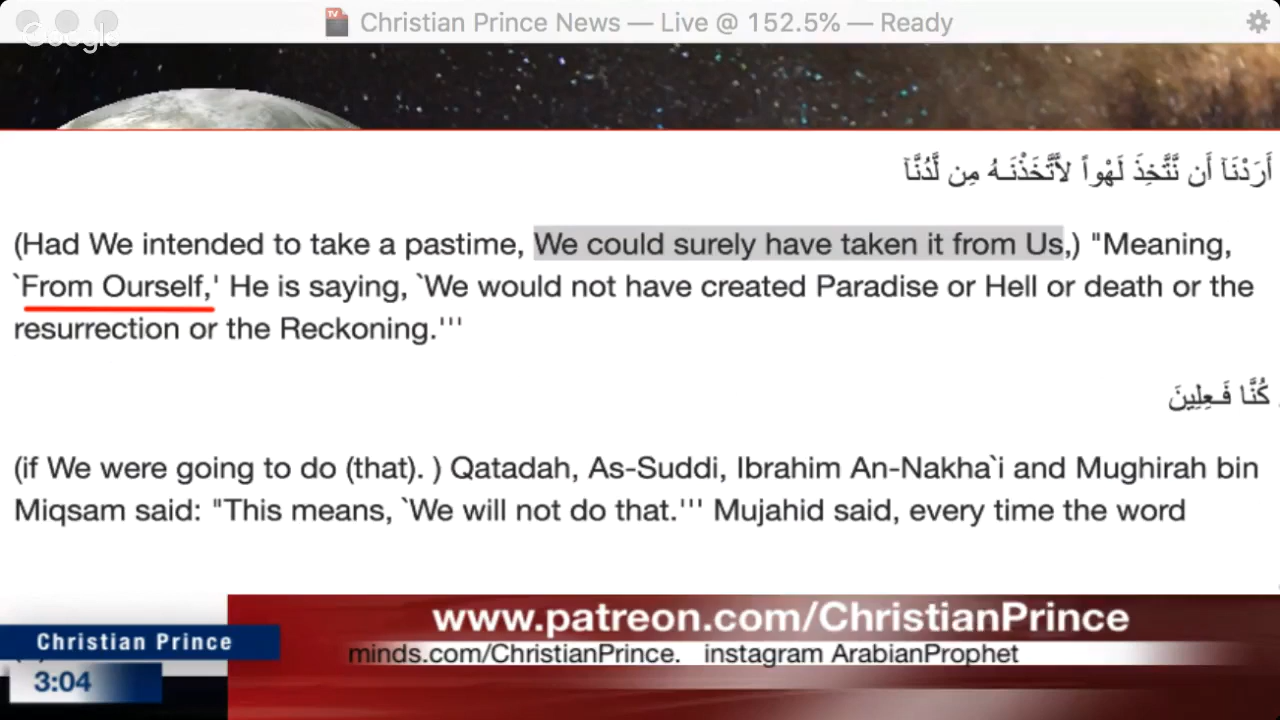 Christian Prince News — Live @ 152.5% — Ready
Google
أَرَدْنَآ أَن نَّتَّخِذَ لَهْواً لاَّتَّخَذْنَـهُ مِن لَّدُنَّآ
(Had We intended to take a pastime, We could surely have taken it from Us,) "Meaning,
`From Ourself,' He is saying, `We would not have created Paradise or Hell or death or the
resurrection or the Reckoning.'''
كُنَّا فَـعِلِينَ
(if We were going to do (that). ) Qatadah, As-Suddi, Ibrahim An-Nakha`i and Mughirah bin
Miqsam said: "This means, `We will not do that.''' Mujahid said, every time the word
www.patreon.com/ChristianPrince
Christian Prince
minds.com/ChristianPrince. instagram ArabianProphet
3:04